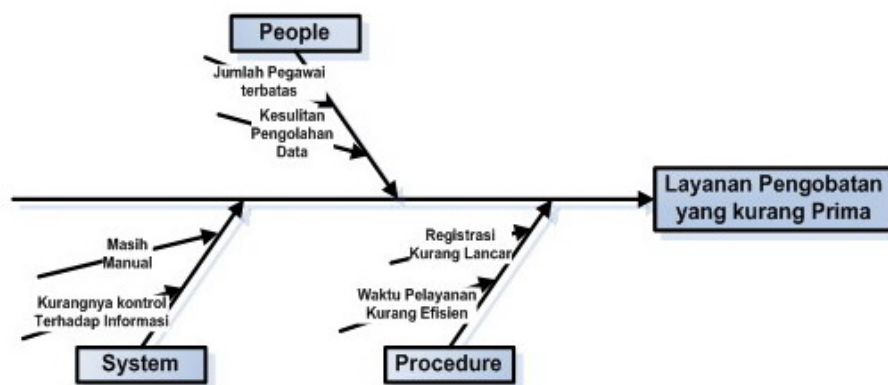 People
Jumlah Pegawai
terbatas
Kesulitan
Pengolahan
Data
Layanan Pengobatan
yang kurang Prima
Masih
Manual
Kurangnya kontrol
Terhadap Informasi
System
Registrasi
Kurang Lancar
Waktu Pelayanan
Kurang Efisien
Procedure